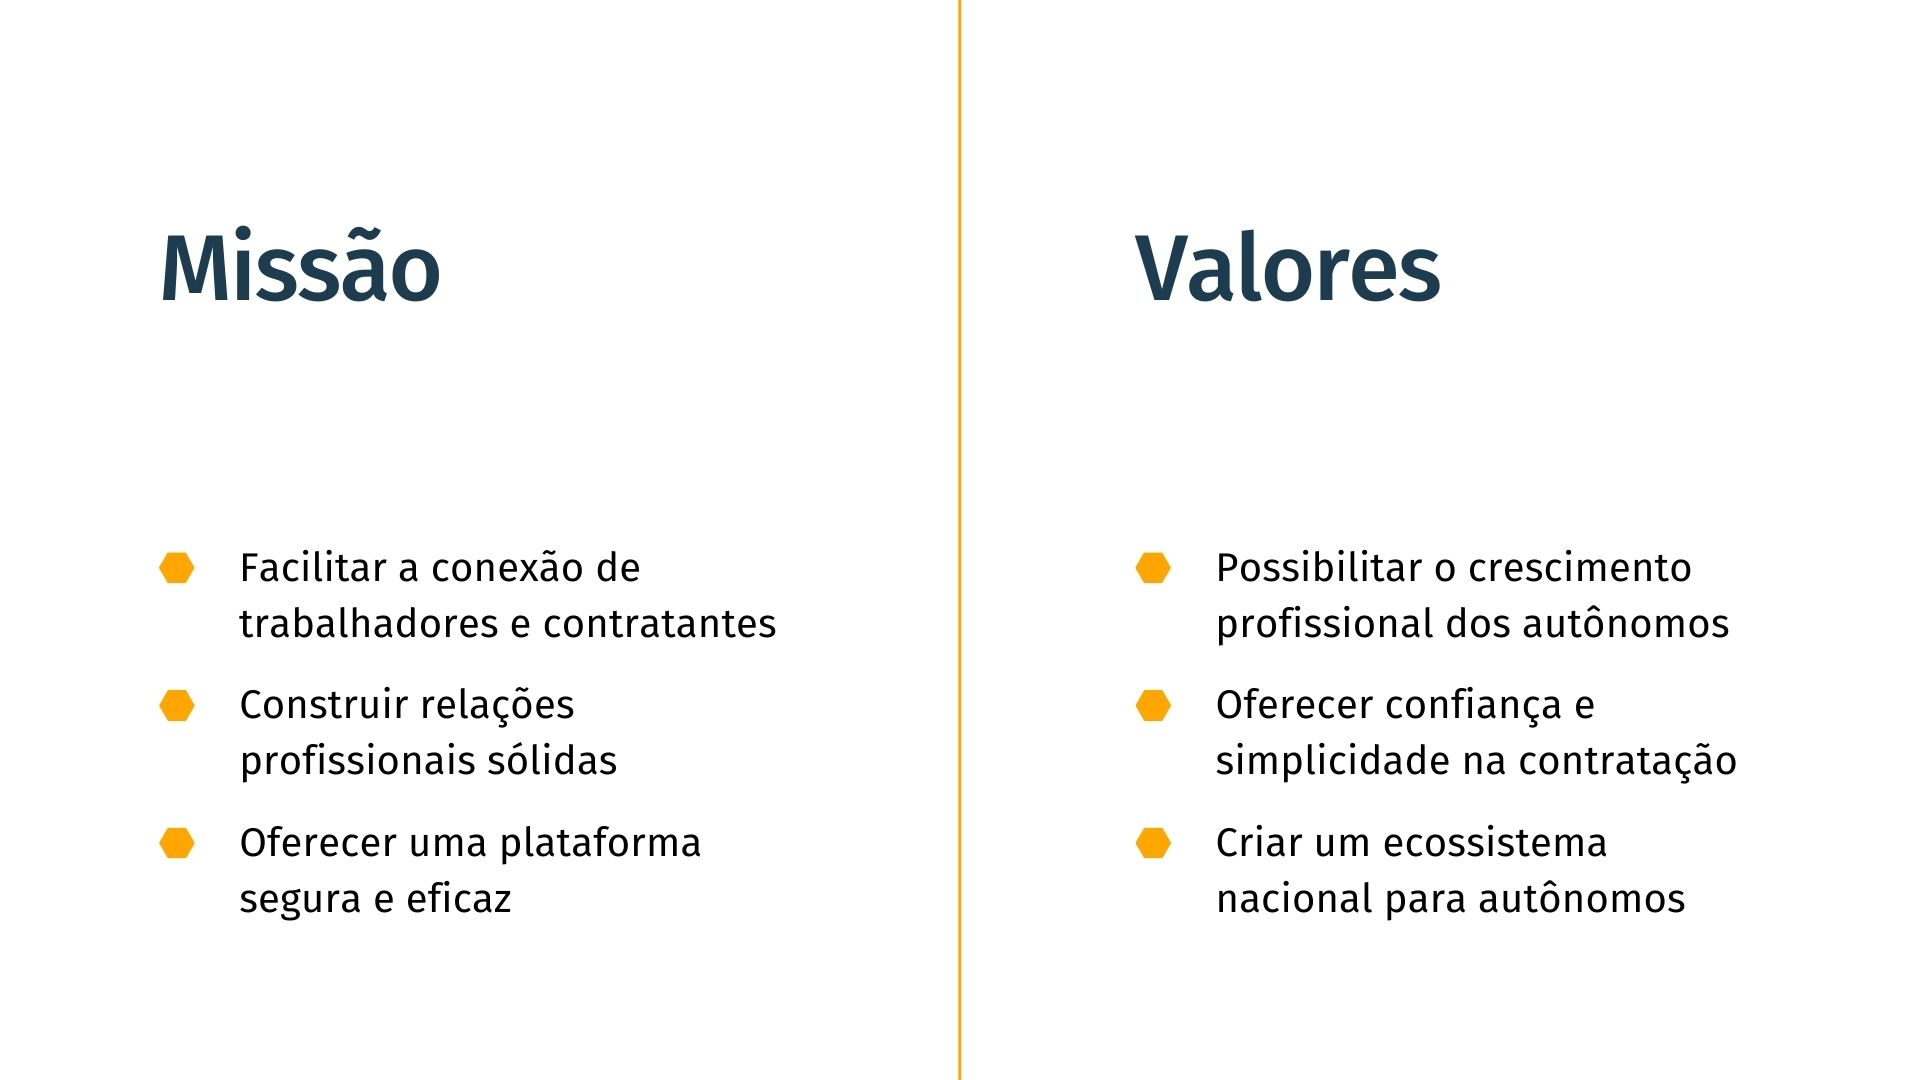 Missão
Facilitar a conexão de
trabalhadores e contratantes
Construir relações
profissionais sólidas
Oferecer uma plataforma
segura e eficaz
Valores
Possibilitar o crescimento
profissional dos autônomos
Oferecer confiança e
simplicidade na contratação
Criar um ecossistema
nacional para autônomos